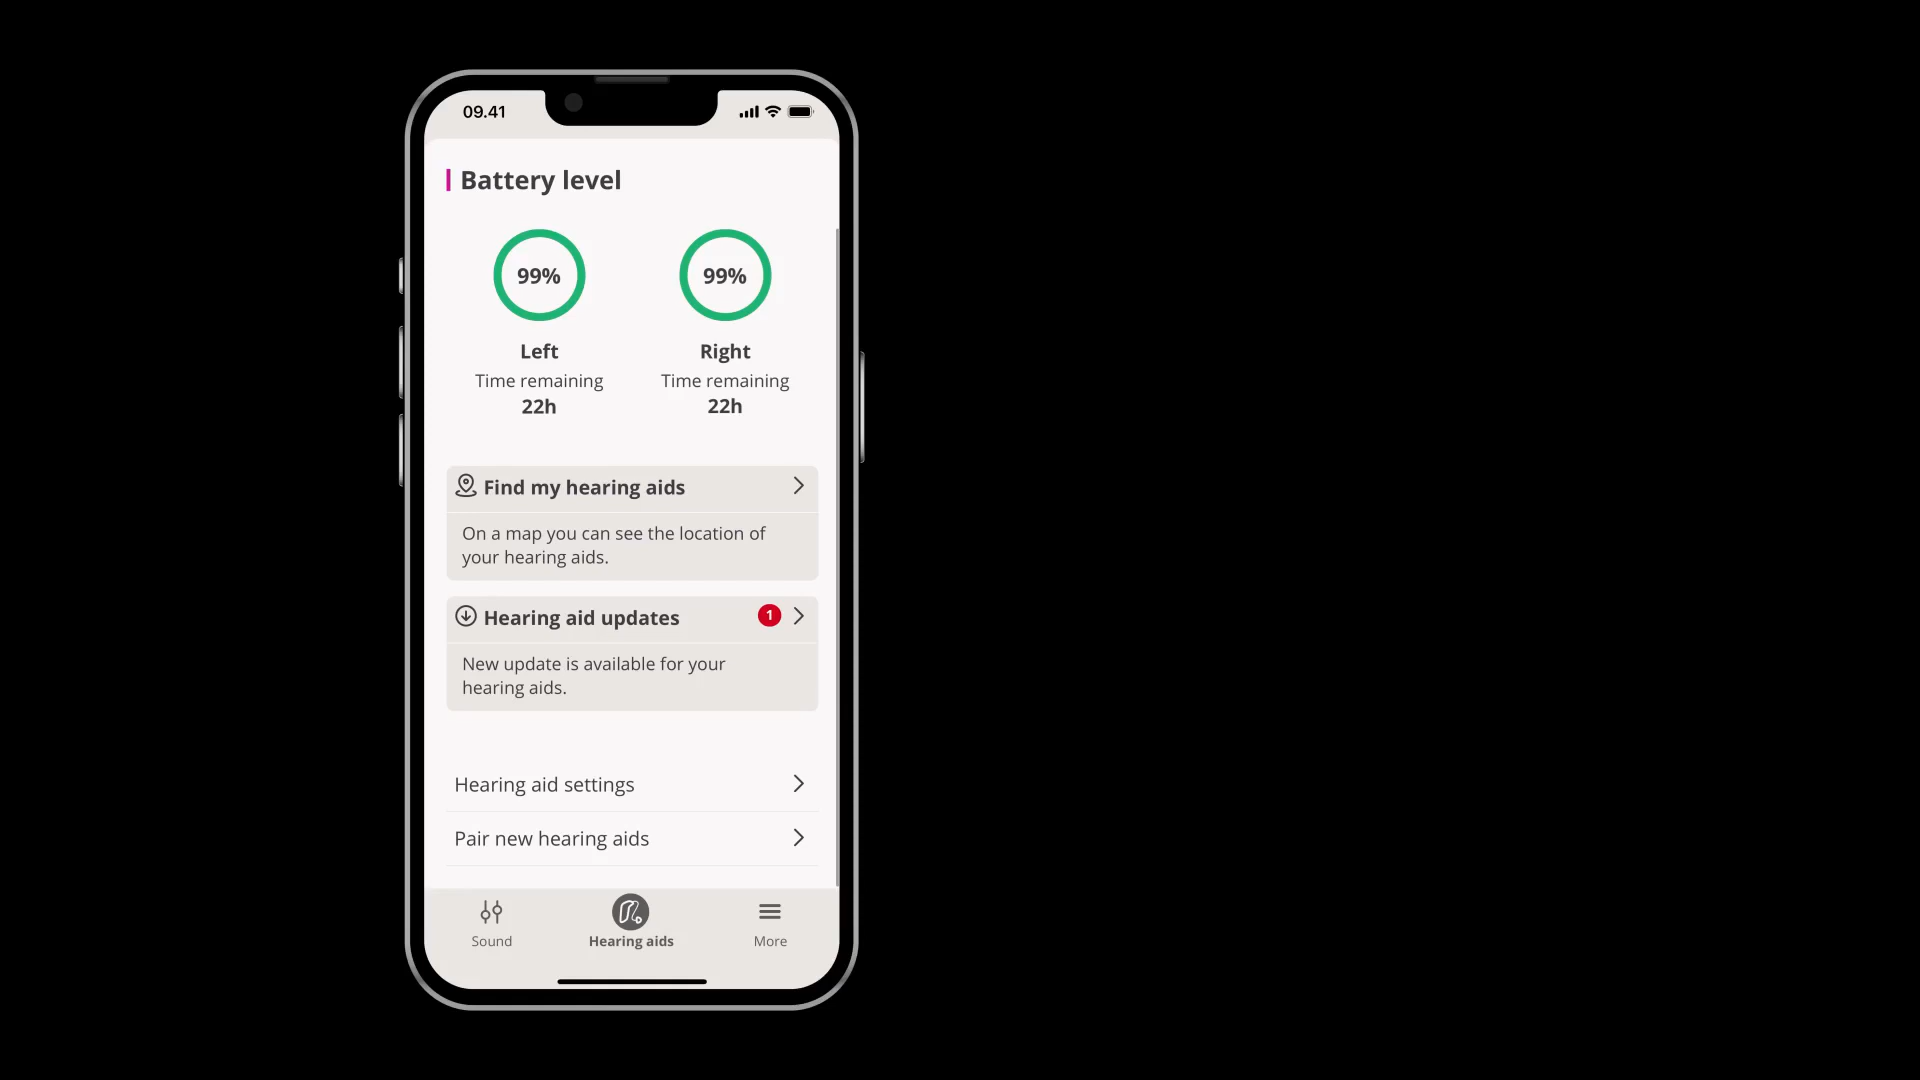 09.41
Battery level
99%
99%
Left
Right
Time remaining
Time remaining
22h
22h
Find my hearing aids
On a map you can see the location of
your hearing aids.
Hearing aid updates
1
New update is available for your
hearing aids.
Hearing aid settings
Pair new hearing aids
Sound
Hearing aids
More